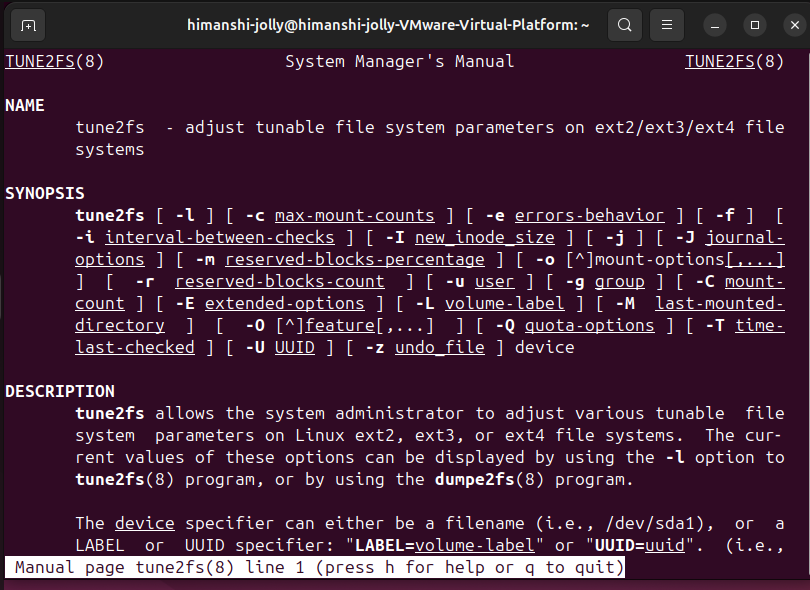 himanshi-jolly@himanshi-jolly-VMware-Virtual-Platform: ~
TUNE2FS(8) System Manager's Manual TUNE2FS(8)
NAME
tune2fs - adjust tunable file system parameters on ext2/ext3/ext4 file
systems
SYNOPSIS
tune2fs [ -l ] [ -c max-mount-counts ] [ -e errors-behavior ] [ -f ] [
-i interval-between-checks ] [ -I new_inode_size ] [ -j ] [ -J journal-
options ] [ -m reserved-blocks-percentage ] [ -o [^]mount-options[,...]
] [ -r reserved-blocks-count ] [ -u user ] [ -g group ] [ -C mount-
count ] [ -E extended-options ] [ -L volume-label ] [ -M last-mounted-
directory ] [ -O [^]feature[,...] ] [ -Q quota-options ] [ -T time-
last-checked ] [ -U UUID ] [ -z undo_file ] device
DESCRIPTION
tune2fs allows the system administrator to adjust various tunable file
system parameters on Linux ext2, ext3, or ext4 file systems. The cur-
rent values of these options can be displayed by using the -l option to
tune2fs(8) program, or by using the dumpe2fs(8) program.
The device specifier can either be a filename (i.e., /dev/sda1), or a
LABEL or UUID specifier: "LABEL=volume-label" or "UUID=uuid". (i.e.,
Manual page tune2fs(8) line 1 (press h for help or q to quit)